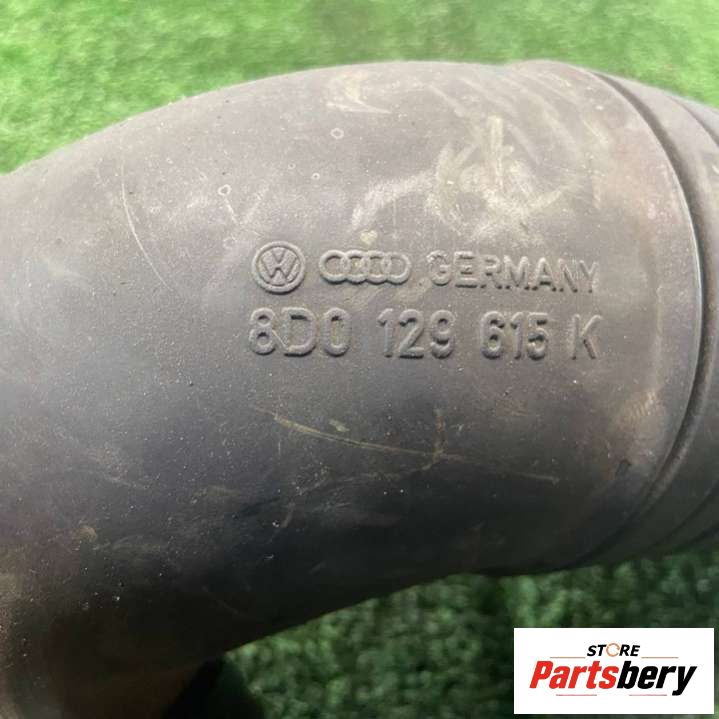 GERMANY
8D0 129 615 K
STORE
Partsbery